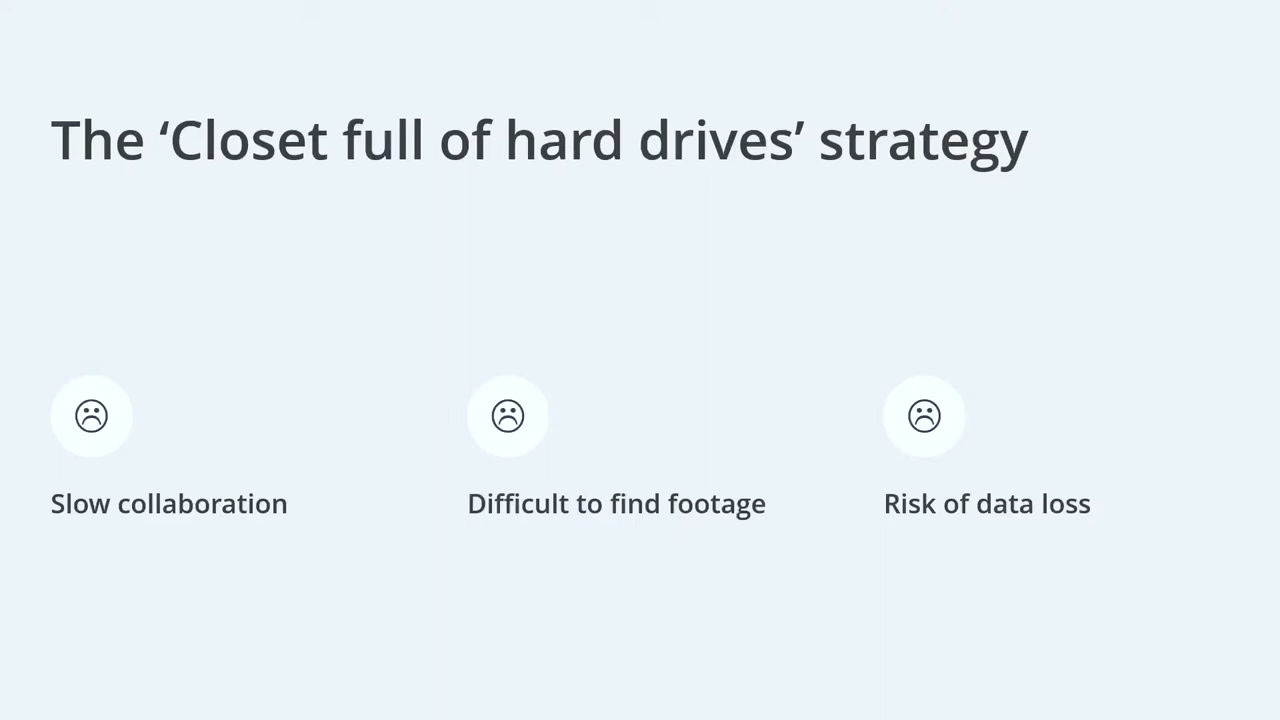 The ‘Closet full of hard drives’ strategy
Slow collaboration
Difficult to find footage
Risk of data loss